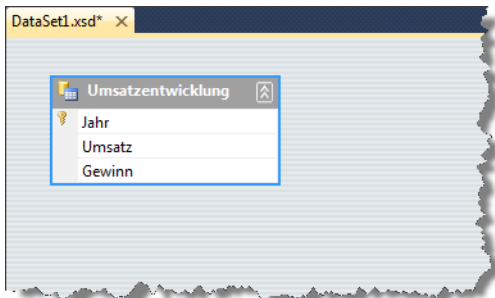 DataSet1.xsd*
Umsatzentwicklung
Jahr
Umsatz
Gewinn